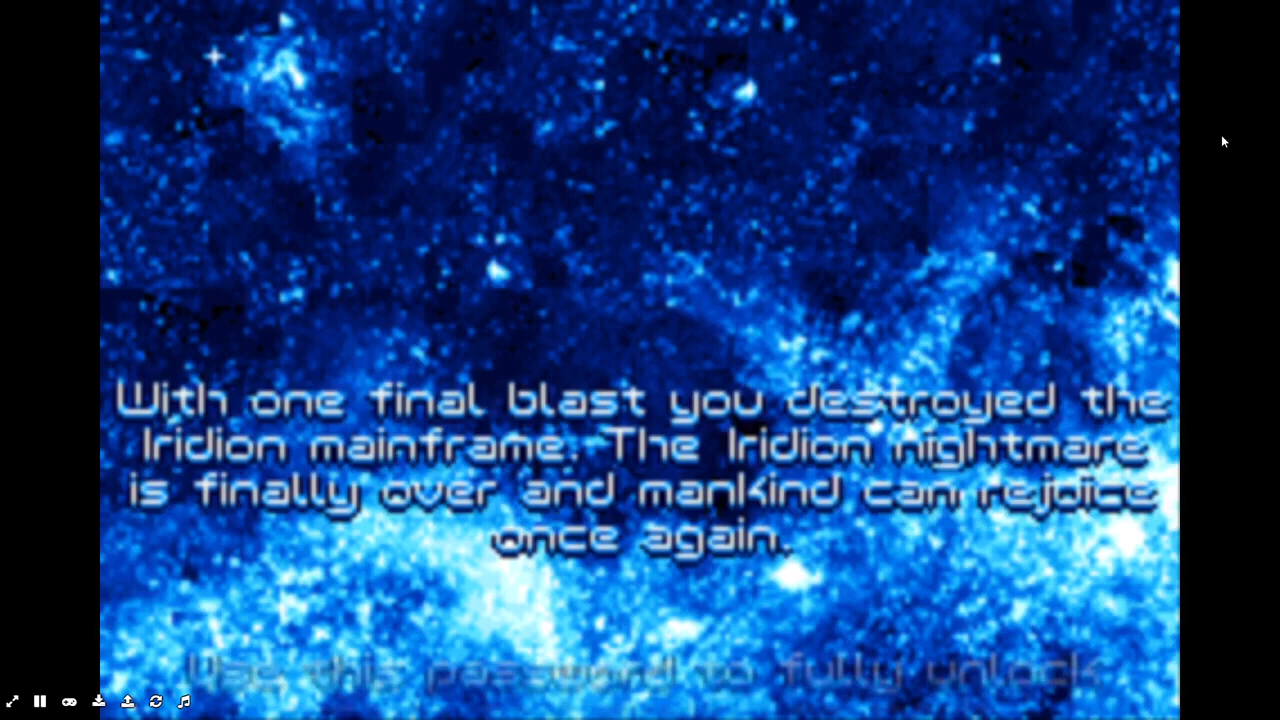 With one final blast you destroyed the
Iridion mainframe. The Iridion nightmare
is finally over and mankind can rejoice
once again.
Use this password to fully unlock